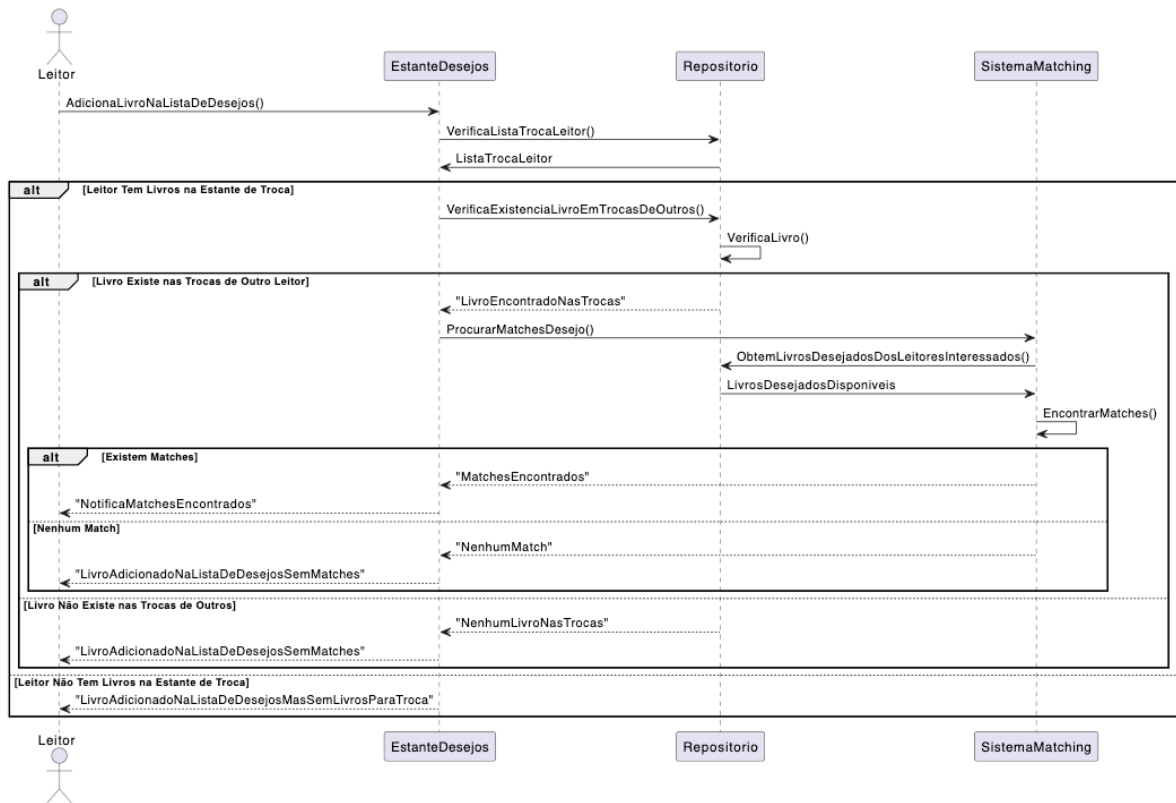 Leitor
EstanteDesejos
Repositorio
SistemaMatching
AdicionaLivroNaListaDeDesejos()
VerificaListaTrocaLeitor()
ListaTrocaLeitor
alt
[Leitor Tem Livros na Estante de Troca]
VerificaExistenciaLivroEmTrocasDeOutros()
VerificaLivro()
alt
[Livro Existe nas Trocas de Outro Leitor]
"LivroEncontradoNasTrocas"
ProcurarMatchesDesejo()
ObtemLivrosDesejadosDosLeitoresInteressados()
LivrosDesejadosDisponiveis
EncontrarMatches()
alt
[Existem Matches]
"MatchesEncontrados"
"NotificaMatchesEncontrados"
[Nenhum Match]
"NenhumMatch"
"LivroAdicionadoNaListaDeDesejosSemMatches"
[Livro Não Existe nas Trocas de Outros]
"NenhumLivroNasTrocas"
"LivroAdicionadoNaListaDeDesejosSemMatches"
[Leitor Não Tem Livros na Estante de Troca]
"LivroAdicionadoNaListaDeDesejosMasSemLivrosParaTroca"
Leitor
EstanteDesejos
Repositorio
SistemaMatching